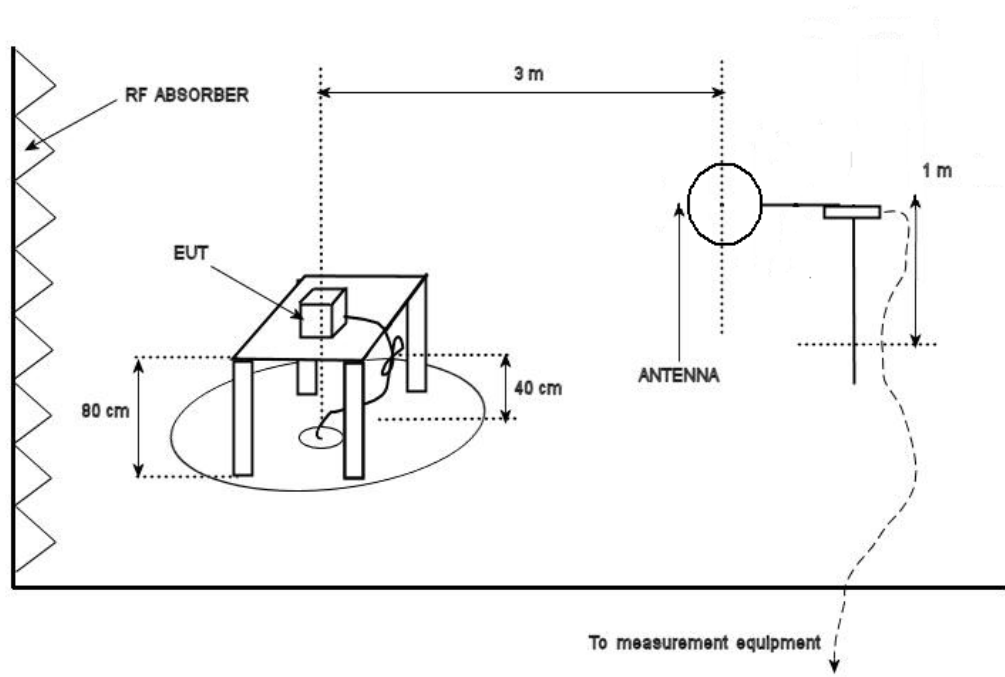 3 m
RF ABSORBER
1 m
EUT
ANTENNA
40 cm
80 cm
To measurement equipment